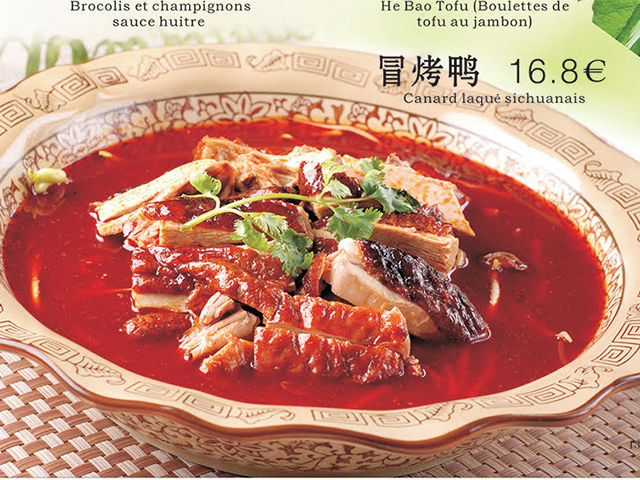 Brocolis et champignons
sauce huitre
He Bao Tofu (Boulettes de
tofu au jambon)
冒烤鸭 16.8€
Canard laqué sichuanais